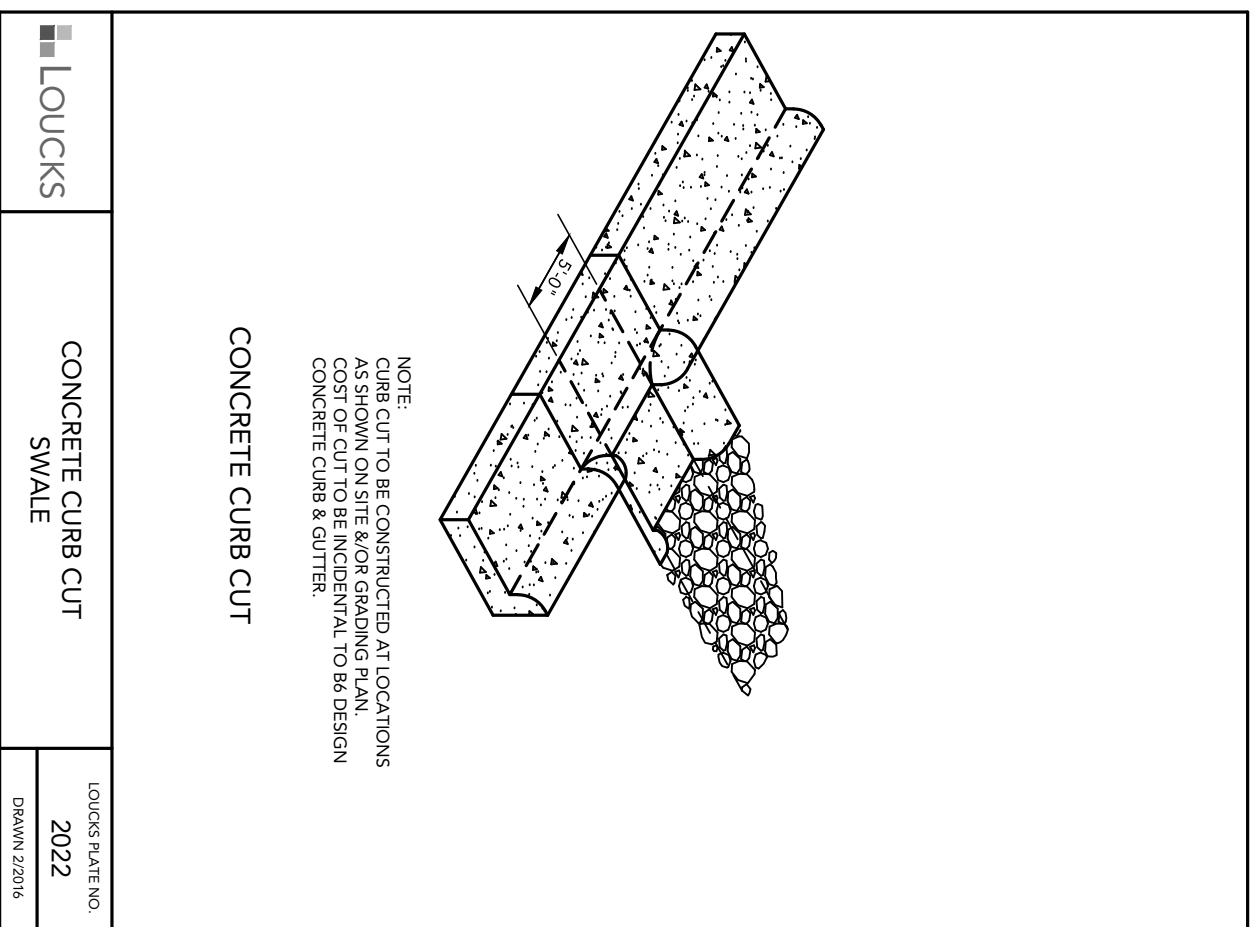 5'-0"
NOTE:
CURB CUT TO BE CONSTRUCTED AT LOCATIONS
AS SHOWN ON SITE &/OR GRADING PLAN.
COST OF CUT TO BE INCIDENTAL TO B6 DESIGN
CONCRETE CURB & GUTTER.
CONCRETE CURB CUT
LOUCKS
CONCRETE CURB CUT
SWALE
LOUCKS PLATE NO.
2022
DRAWN 2/2016